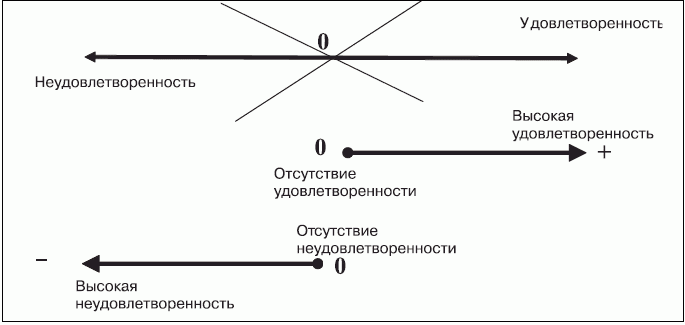 Удовлетворенность
0
Неудовлетворенность
Высокая
удовлетворенность
0
+
Отсутствие
удовлетворенности
Отсутствие
неудовлетворенности
–
0
Высокая
неудовлетворенность